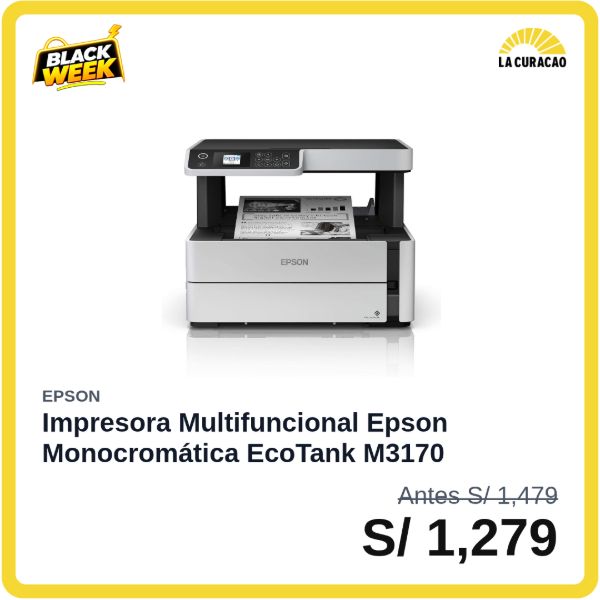 BLACK
WEEK
LA CURACAO
EPSON
EPSON
Impresora Multifuncional Epson
Monocromática EcoTank M3170
Antes S/ 1,479
S/ 1,279